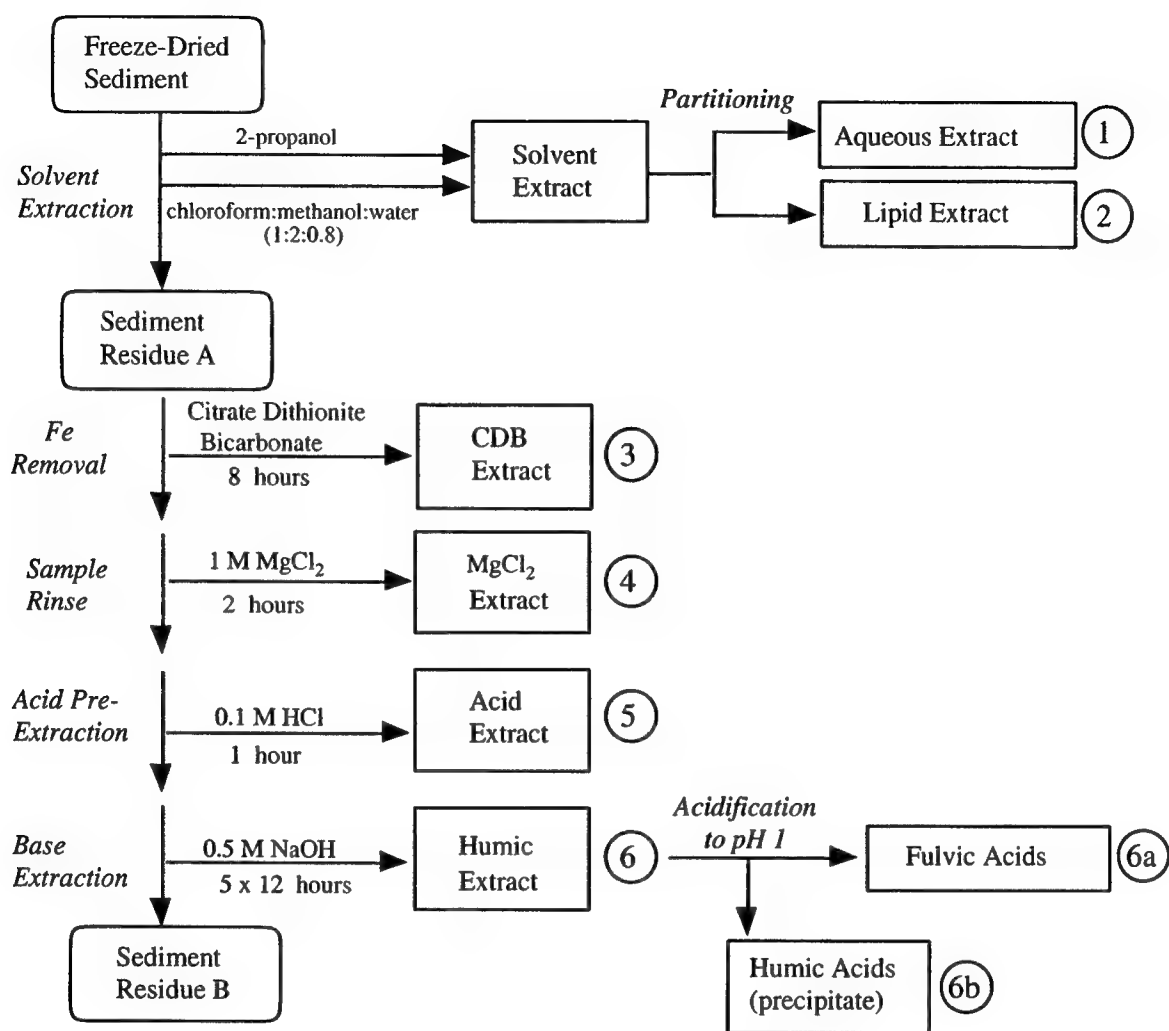 Freeze-Dried
Sediment
Partitioning
2-propanol
Solvent
Extract
Aqueous Extract
1
Solvent
Extraction
chloroform:methanol:water
(1:2:0.8)
Lipid Extract
2
Sediment
Residue A
Fe
Removal
Citrate Dithionite
Bicarbonate
8 hours
CDB
Extract
3
Sample
Rinse
1 M MgCl₂
2 hours
MgCl₂
Extract
4
Acid Pre-
Extraction
0.1 M HCl
1 hour
Acid
Extract
5
Base
Extraction
0.5 M NaOH
5 x 12 hours
Humic
Extract
6
Acidification
to pH 1
Fulvic Acids
6a
Sediment
Residue B
Humic Acids
(precipitate)
6b